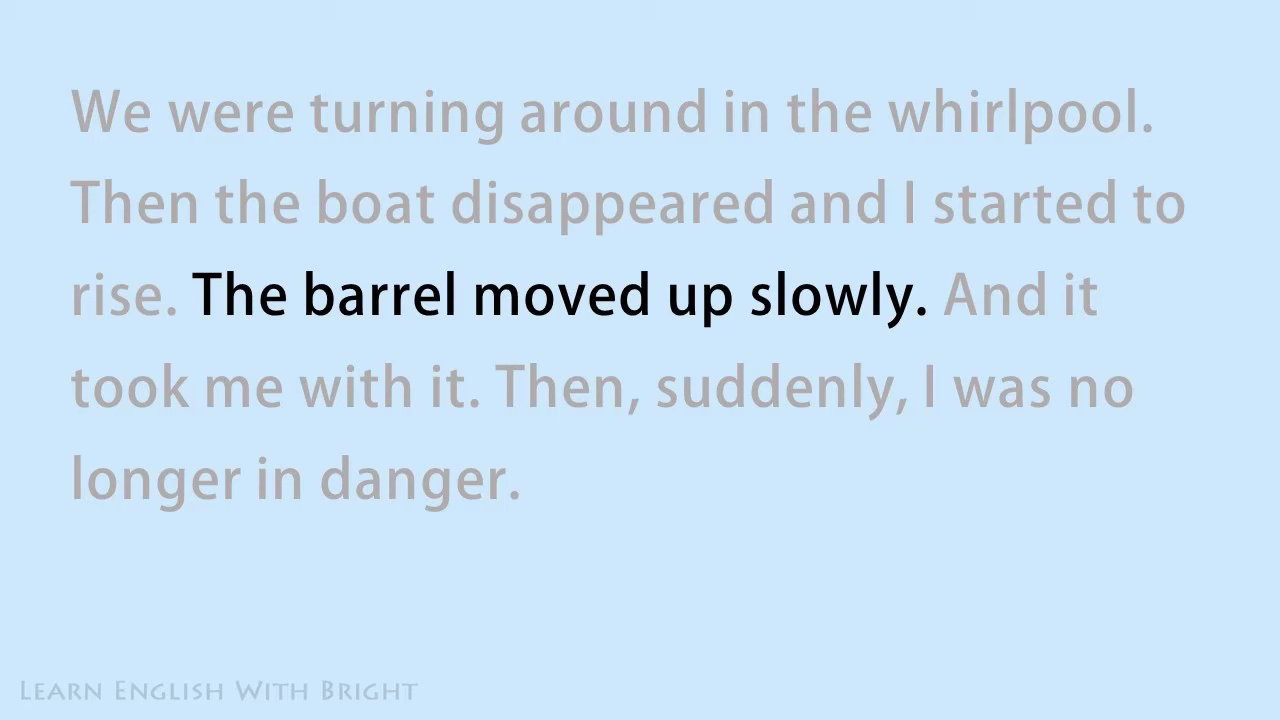 We were turning around in the whirlpool.
Then the boat disappeared and I started to
rise. The barrel moved up slowly. And it
took me with it. Then, suddenly, I was no
longer in danger.
Learn English With Bright